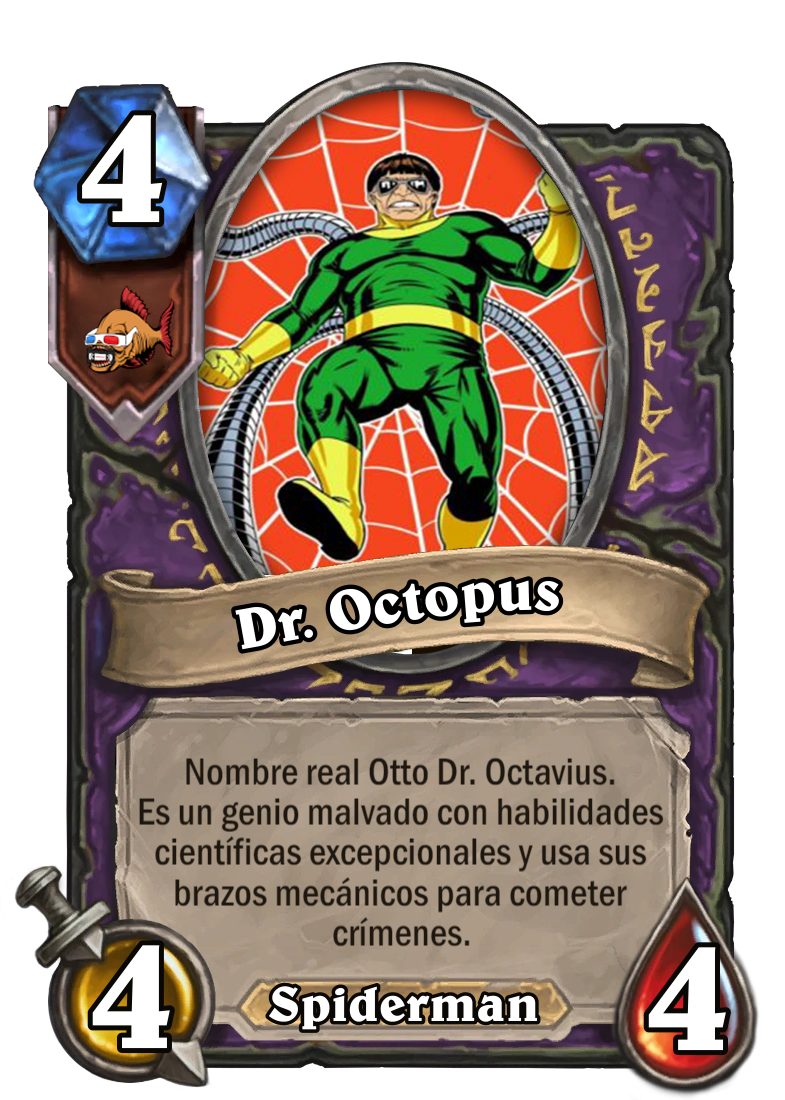 4
Dr. Octopus
Nombre real Otto Dr. Octavius.
Es un genio malvado con habilidades
científicas excepcionales y usa sus
brazos mecánicos para cometer
crímenes.
4
Spiderman
4